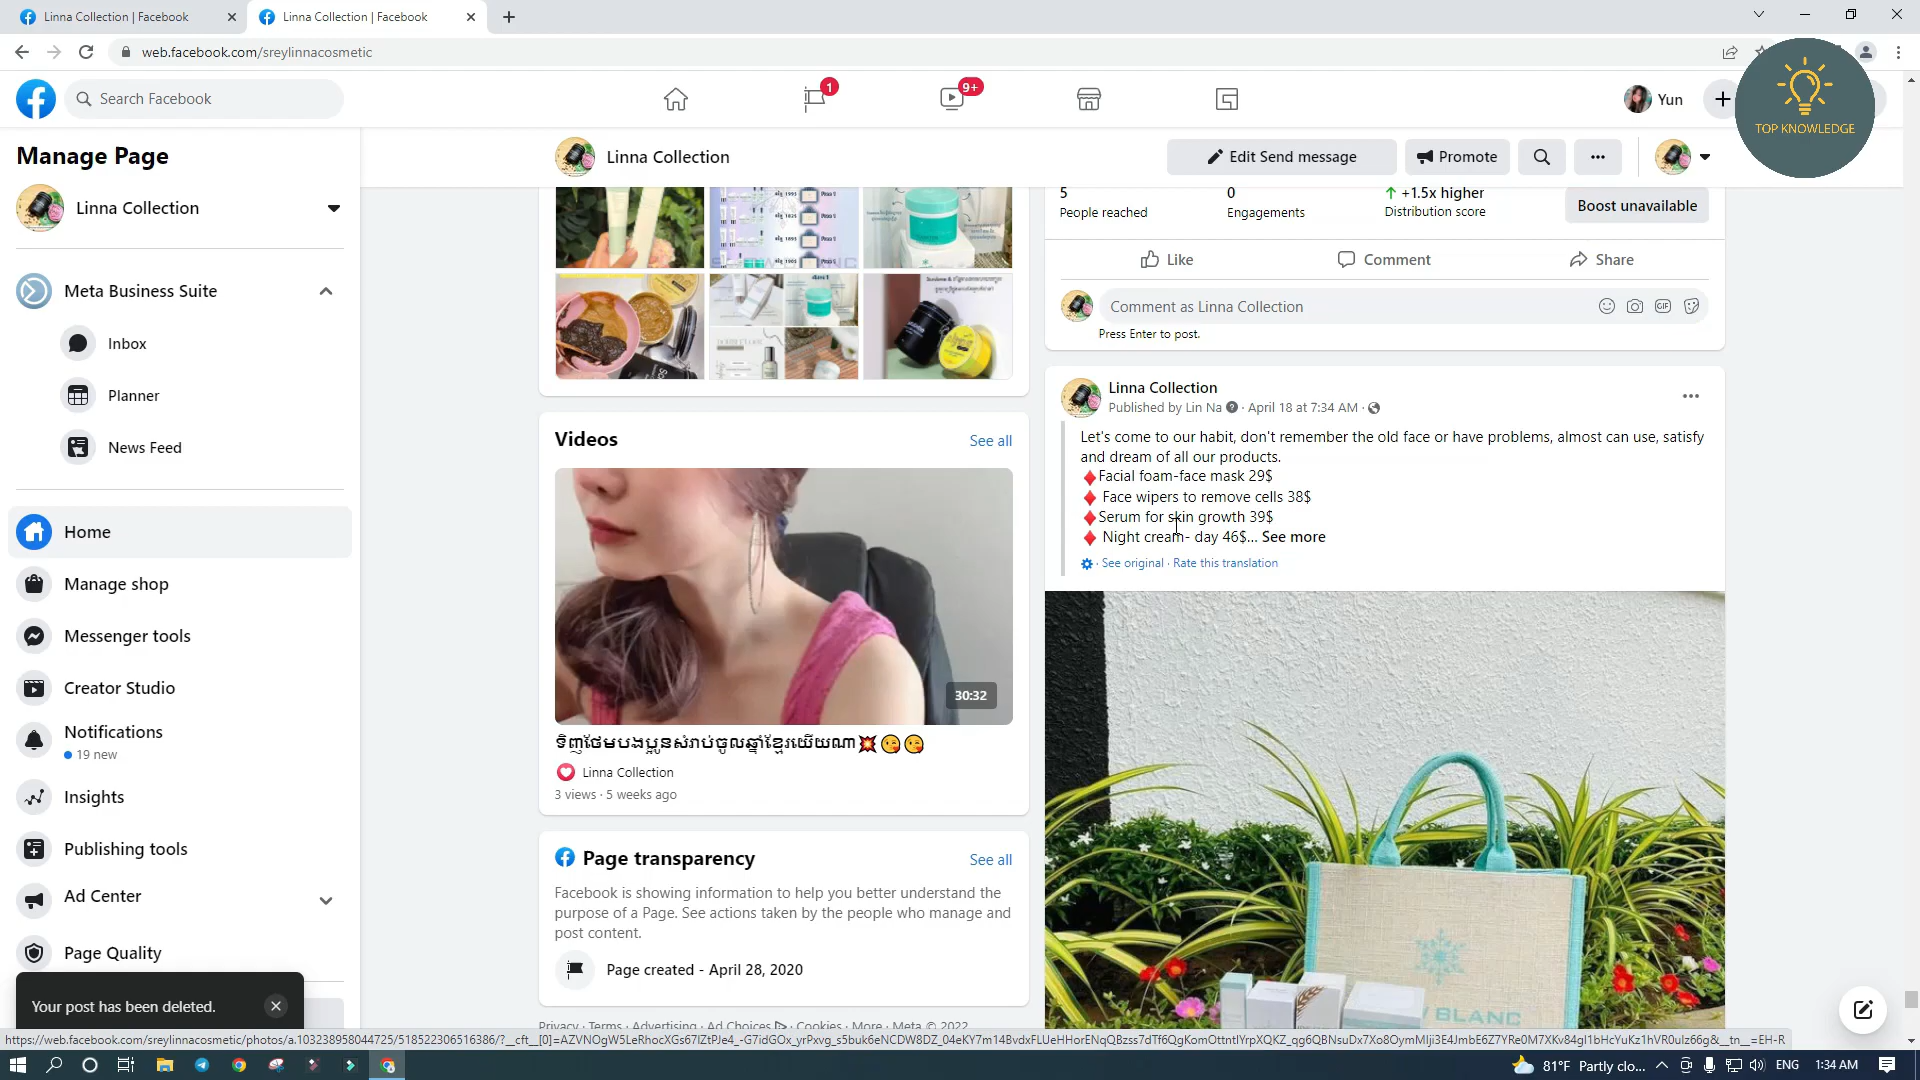 Linna Collection | Facebook
Linna Collection | Facebook
web.facebook.com/sreylinnacosmetic
TOP KNOWLEDGE
Search Facebook
1
9+
Yun
Manage Page
Linna Collection
Edit Send message
Promote
Linna Collection
Meta Business Suite
Inbox
Planner
News Feed
Home
Manage shop
Messenger tools
Creator Studio
Notifications
19 new
Insights
Publishing tools
Ad Center
Page Quality
Your post has been deleted.
Videos
See all
30:32
ទិញថែមបងប្អូនសំរាប់ចូលឆ្នាំខ្មែរយើយណា💥😘😘
Linna Collection
3 views · 5 weeks ago
Page transparency
See all
Facebook is showing information to help you better understand the
purpose of a Page. See actions taken by the people who manage and
post content.
Page created - April 28, 2020
Privacy · Terms · Advertising · Ad Choices · Cookies · More · Meta © 2022
5
People reached
0
Engagements
+1.5x higher
Distribution score
Boost unavailable
Like
Comment
Share
Comment as Linna Collection
GIF
Press Enter to post.
Linna Collection
Published by Lin Na · April 18 at 7:34 AM ·
Let's come to our habit, don't remember the old face or have problems, almost can use, satisfy
and dream of all our products.
♦️Facial foam-face mask 29$
♦️ Face wipers to remove cells 38$
♦️Serum for skin growth 39$
♦️ Night cream- day 46$... See more
· See original · Rate this translation
81°F Partly clo...
ENG
1:34 AM